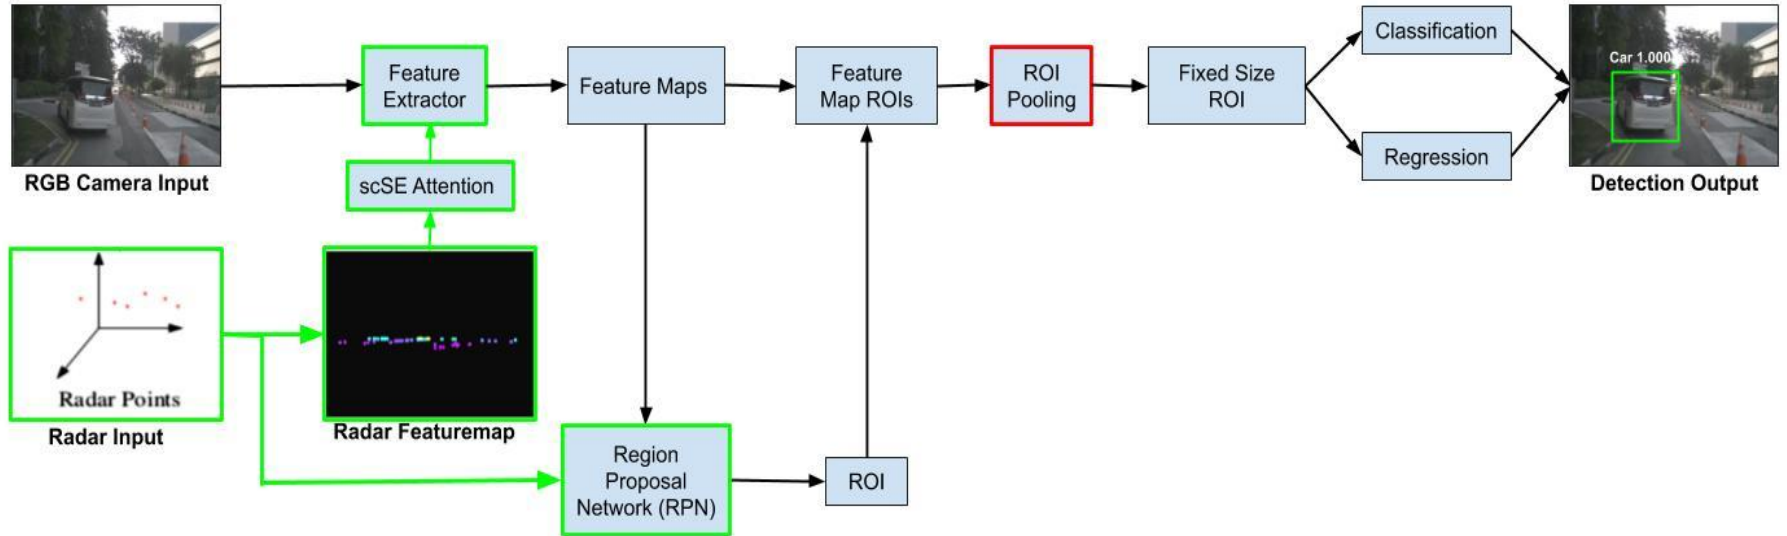 RGB Camera Input
Feature
Extractor
Feature Maps
Feature
Map ROIs
ROI
Pooling
Fixed Size
ROI
Classification
Regression
Car 1.000
Detection Output
scSE Attention
Radar Points
Radar Input
Radar Featuremap
Region
Proposal
Network (RPN)
ROI